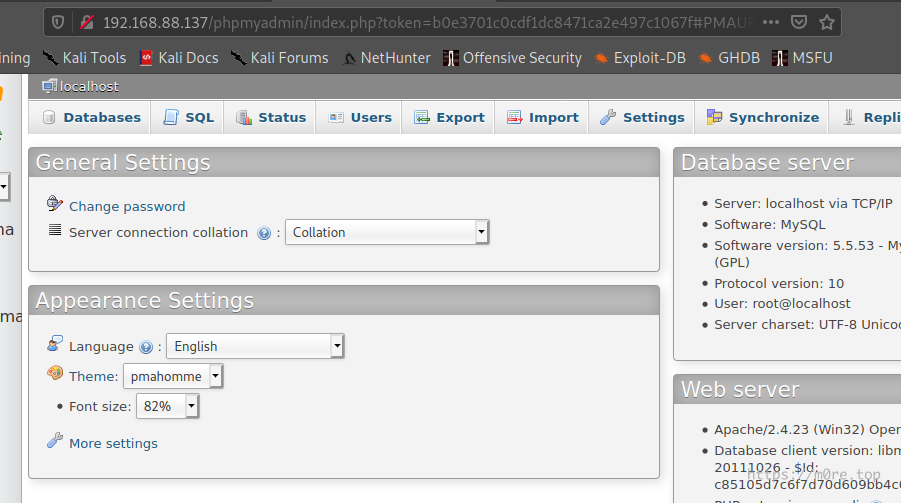 192.168.88.137/phpmyadmin/index.php?token=b0e3701c0cdf1dc8471ca2e497c1067f#PMAU
ining Kali Tools Kali Docs Kali Forums NetHunter Offensive Security Exploit-DB GHDB MSFU
localhost
Databases SQL Status Users Export Import Settings Synchronize Repli
General Settings
Change password
Server connection collation : Collation
Appearance Settings
Language : English
Theme: pmahomme
Font size: 82%
More settings
Database server
Server: localhost via TCP/IP
Software: MySQL
Software version: 5.5.53 - My
(GPL)
Protocol version: 10
User: root@localhost
Server charset: UTF-8 Unico
Web server
Apache/2.4.23 (Win32) Open
Database client version: libm
20111026 - $Id:
c85105d7c6f7d70d609bb4c0
https://m0re.top